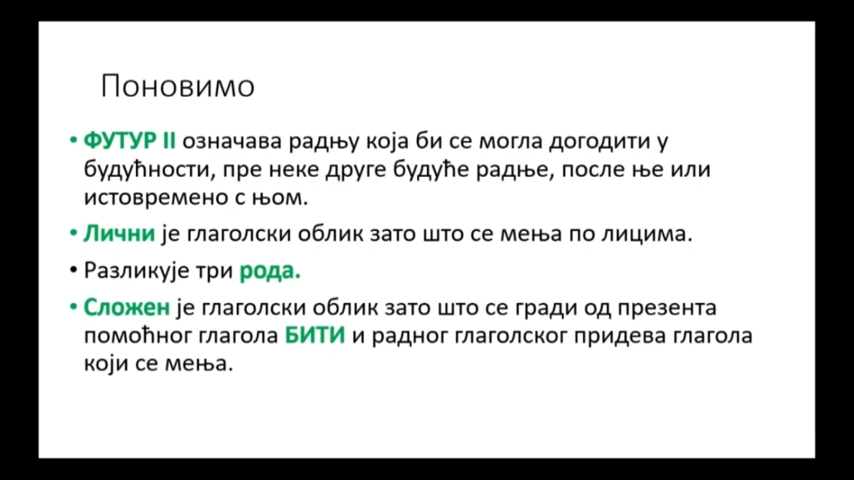 Поновимо
• ФУТУР II означава радњу која би се могла догодити у
будућности, пре неке друге будуће радње, после ње или
истовремено с њом.
• Лични је глаголски облик зато што се мења по лицима.
• Разликује три рода.
• Сложен је глаголски облик зато што се гради од презента
помоћног глагола БИТИ и радног глаголског придева глагола
који се мења.